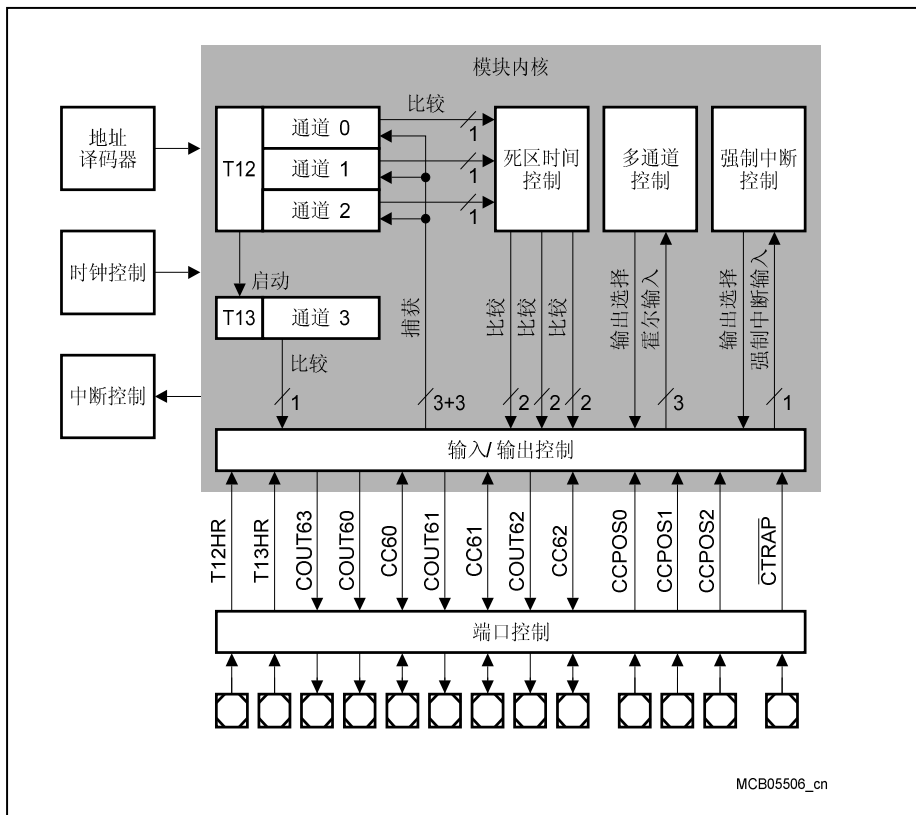 模块内核
地址
译码器
时钟控制
中断控制
T12
通道 0
通道 1
通道 2
比较
1
1
1
死区时间
控制
多通道
控制
强制中断
控制
启动
T13
通道 3
比较
1
捕获
3+3
比较
比较
比较
2
2
2
输出选择
霍尔输入
3
输出选择
强制中断输入
1
输入/输出控制
T12HR
T13HR
COUT63
COUT60
CC60
COUT61
CC61
COUT62
CC62
CCPOS0
CCPOS1
CCPOS2
CTRAP
端口控制
MCB05506_cn